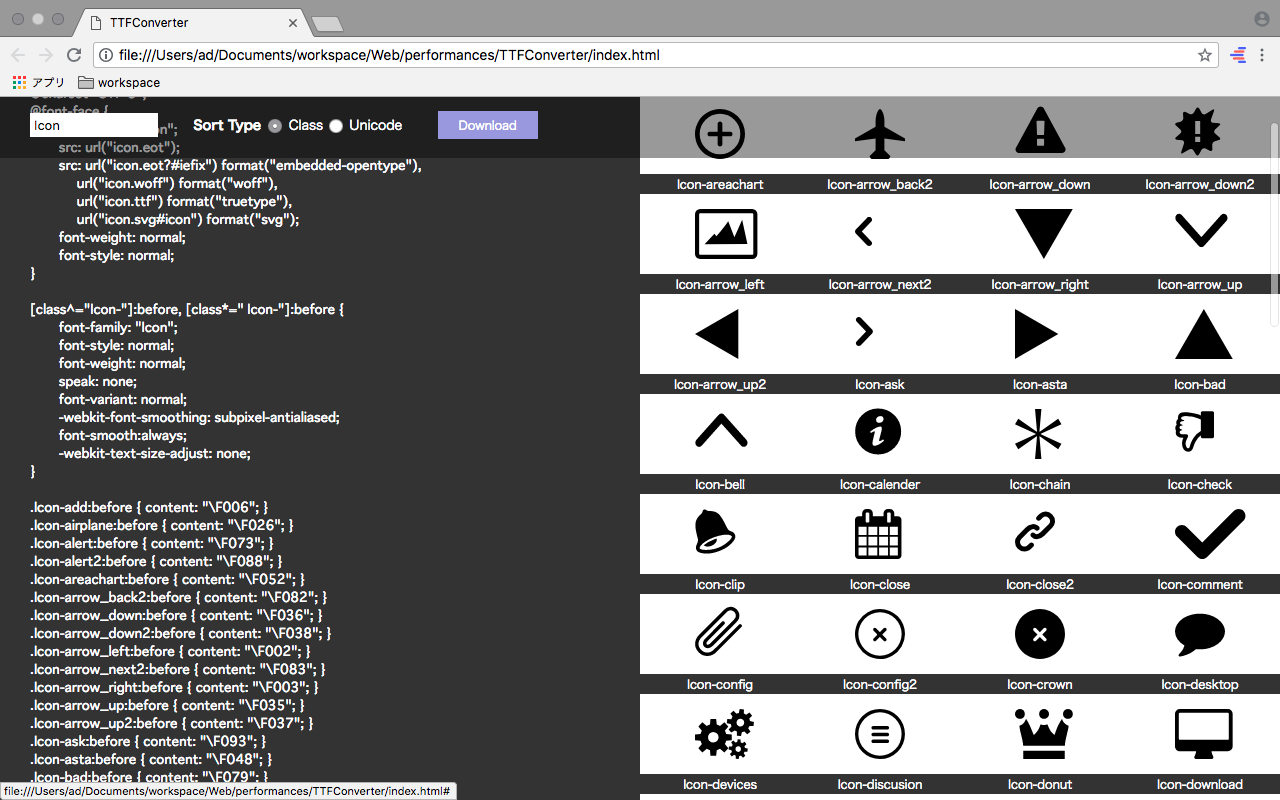 TTFConverter
file:///Users/ad/Documents/workspace/Web/performances/TTFConverter/index.html
アプリ
workspace
@font-face {
Icon
Sort Type
Class
Unicode
Download
src: url("icon.eot");
src: url("icon.eot?#iefix") format("embedded-opentype"),
url("icon.woff") format("woff"),
url("icon.ttf") format("truetype"),
url("icon.svg#icon") format("svg");
font-weight: normal;
font-style: normal;
}
[class^="Icon-"]:before, [class*=" Icon-"]:before {
font-family: "Icon";
font-style: normal;
font-weight: normal;
speak: none;
font-variant: normal;
-webkit-font-smoothing: subpixel-antialiased;
font-smooth:always;
-webkit-text-size-adjust: none;
}
.Icon-add:before { content: "\F006"; }
.Icon-airplane:before { content: "\F026"; }
.Icon-alert:before { content: "\F073"; }
.Icon-alert2:before { content: "\F088"; }
.Icon-areachart:before { content: "\F052"; }
.Icon-arrow_back2:before { content: "\F082"; }
.Icon-arrow_down:before { content: "\F036"; }
.Icon-arrow_down2:before { content: "\F038"; }
.Icon-arrow_left:before { content: "\F002"; }
.Icon-arrow_next2:before { content: "\F083"; }
.Icon-arrow_right:before { content: "\F003"; }
.Icon-arrow_up:before { content: "\F035"; }
.Icon-arrow_up2:before { content: "\F037"; }
.Icon-ask:before { content: "\F093"; }
.Icon-asta:before { content: "\F048"; }
.Icon-bad:before { content: "\F079"; }
file:///Users/ad/Documents/workspace/Web/performances/TTFConverter/index.html#
Icon-areachart
Icon-arrow_back2
Icon-arrow_down
Icon-arrow_down2
Icon-arrow_left
Icon-arrow_next2
Icon-arrow_right
Icon-arrow_up
Icon-arrow_up2
Icon-ask
Icon-asta
Icon-bad
Icon-bell
Icon-calender
Icon-chain
Icon-check
Icon-clip
Icon-close
Icon-close2
Icon-comment
Icon-config
Icon-config2
Icon-crown
Icon-desktop
Icon-devices
Icon-discusion
Icon-donut
Icon-download